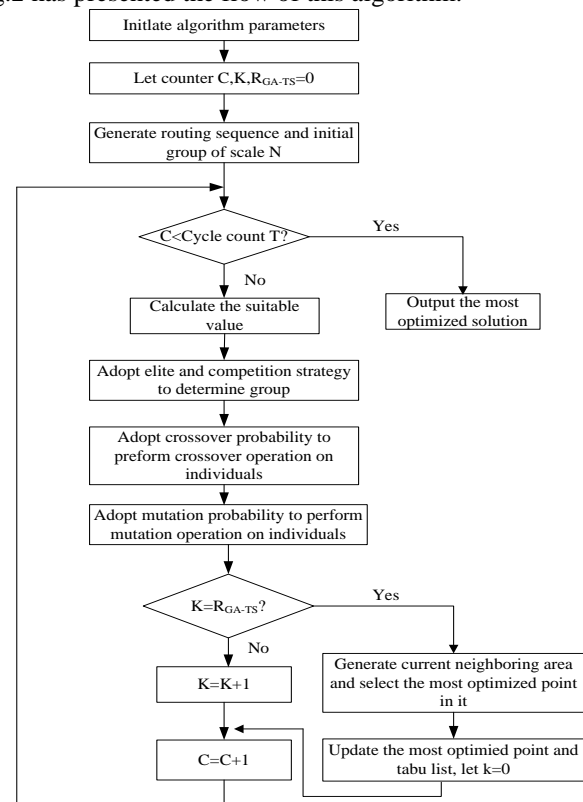 g.2 has presented the flow of this algorithm.
Initlate algorithm parameters
Let counter C,K,RGA-TS=0
Generate routing sequence and initial
group of scale N
C<Cycle count T?
Yes
No
Calculate the suitable
value
Output the most
optimized solution
Adopt elite and competition strategy
to determine group
Adopt crossover probability to
preform crossover operation on
individuals
Adopt mutation probability to perform
mutation operation on individuals
K=RGA-TS?
Yes
No
Generate current neighboring area
and select the most optimized point
in it
K=K+1
Update the most optimied point and
tabu list, let k=0
C=C+1